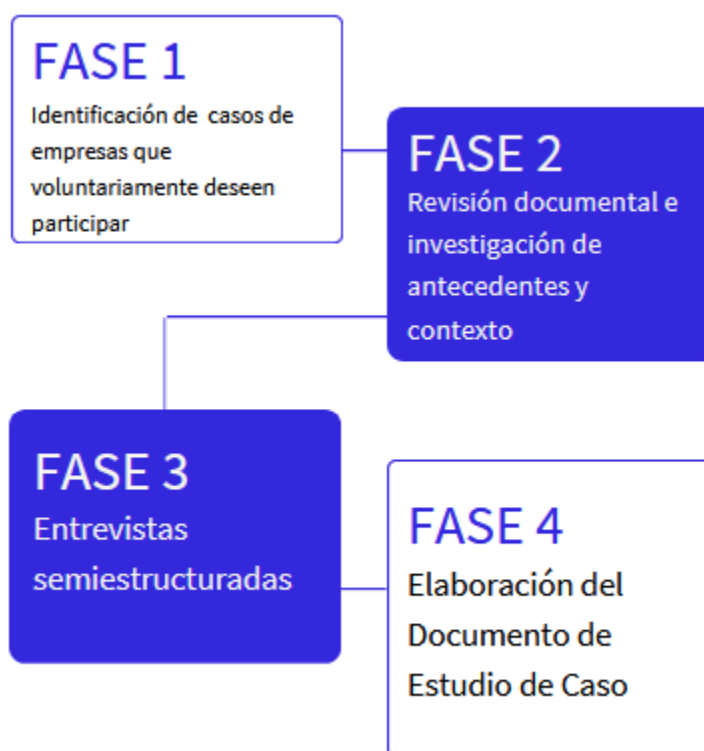 FASE 1
Identificación de casos de
empresas que
voluntariamente deseen
participar
FASE 2
Revisión documental e
investigación de
antecedentes y
contexto
FASE 3
Entrevistas
semiestructuradas
FASE 4
Elaboración del
Documento de
Estudio de Caso